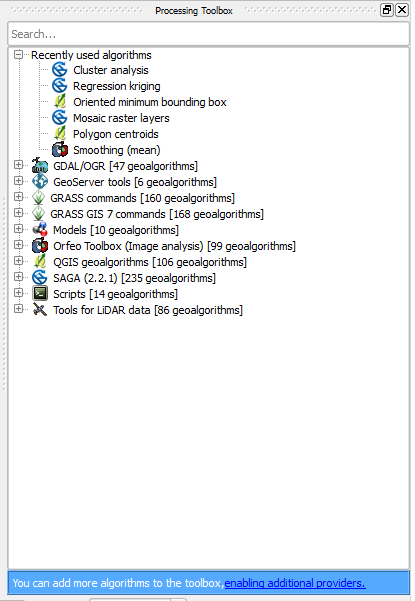 Processing Toolbox
Search...
Recently used algorithms
Cluster analysis
Regression kriging
Oriented minimum bounding box
Mosaic raster layers
Polygon centroids
Smoothing (mean)
GDAL/OGR [47 geoalgorithms]
GeoServer tools [6 geoalgorithms]
GRASS commands [160 geoalgorithms]
GRASS GIS 7 commands [168 geoalgorithms]
Models [10 geoalgorithms]
Orfeo Toolbox (Image analysis) [99 geoalgorithms]
QGIS geoalgorithms [106 geoalgorithms]
SAGA (2.2.1) [235 geoalgorithms]
Scripts [14 geoalgorithms]
Tools for LiDAR data [86 geoalgorithms]
You can add more algorithms to the toolbox,enabling additional providers.